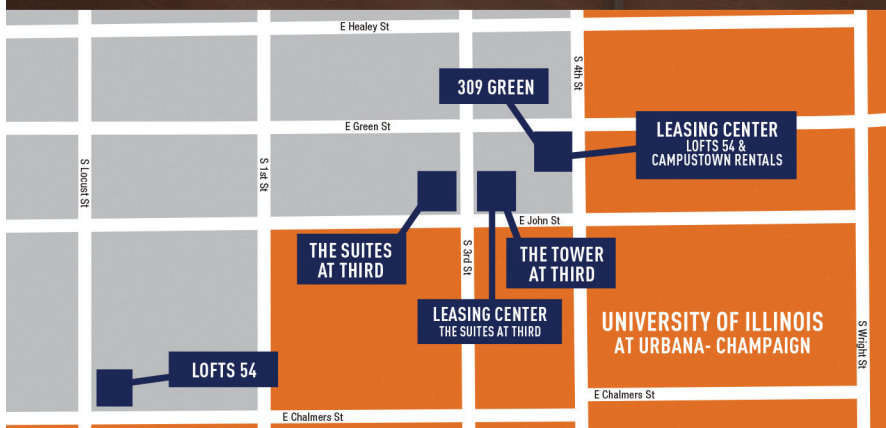 E Healey St
S 4th St
309 GREEN
E Green St
LEASING CENTER
LOFTS 54 &
CAMPUSTOWN RENTALS
S Locust St
S 1st St
E John St
THE SUITES
AT THIRD
S 3rd St
THE TOWER
AT THIRD
LEASING CENTER
THE SUITES AT THIRD
UNIVERSITY OF ILLINOIS
AT URBANA- CHAMPAIGN
S Wright St
LOFTS 54
E Chalmers St
E Chalmers St